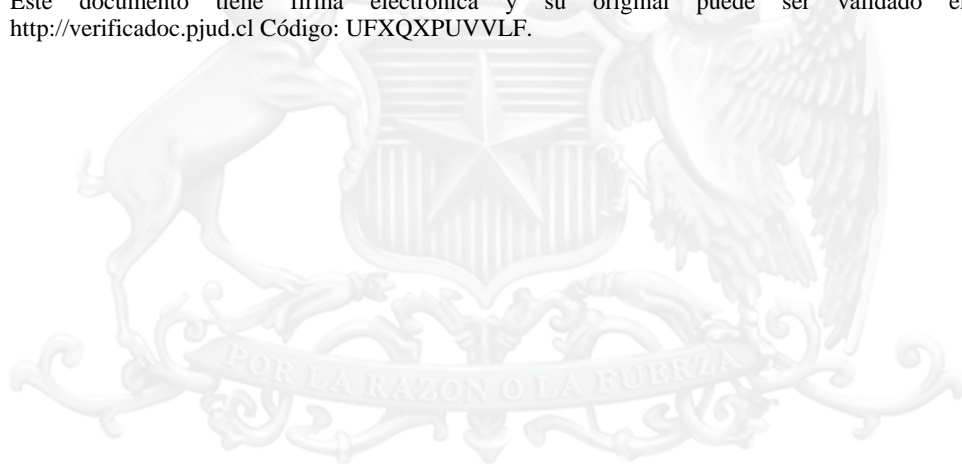 Este documento tiene firma electrónica y su original puede ser validado en
http://verificadoc.pjud.cl Código: UFXQXPUVVLF.
POR LA RAZON O LA FUERZA